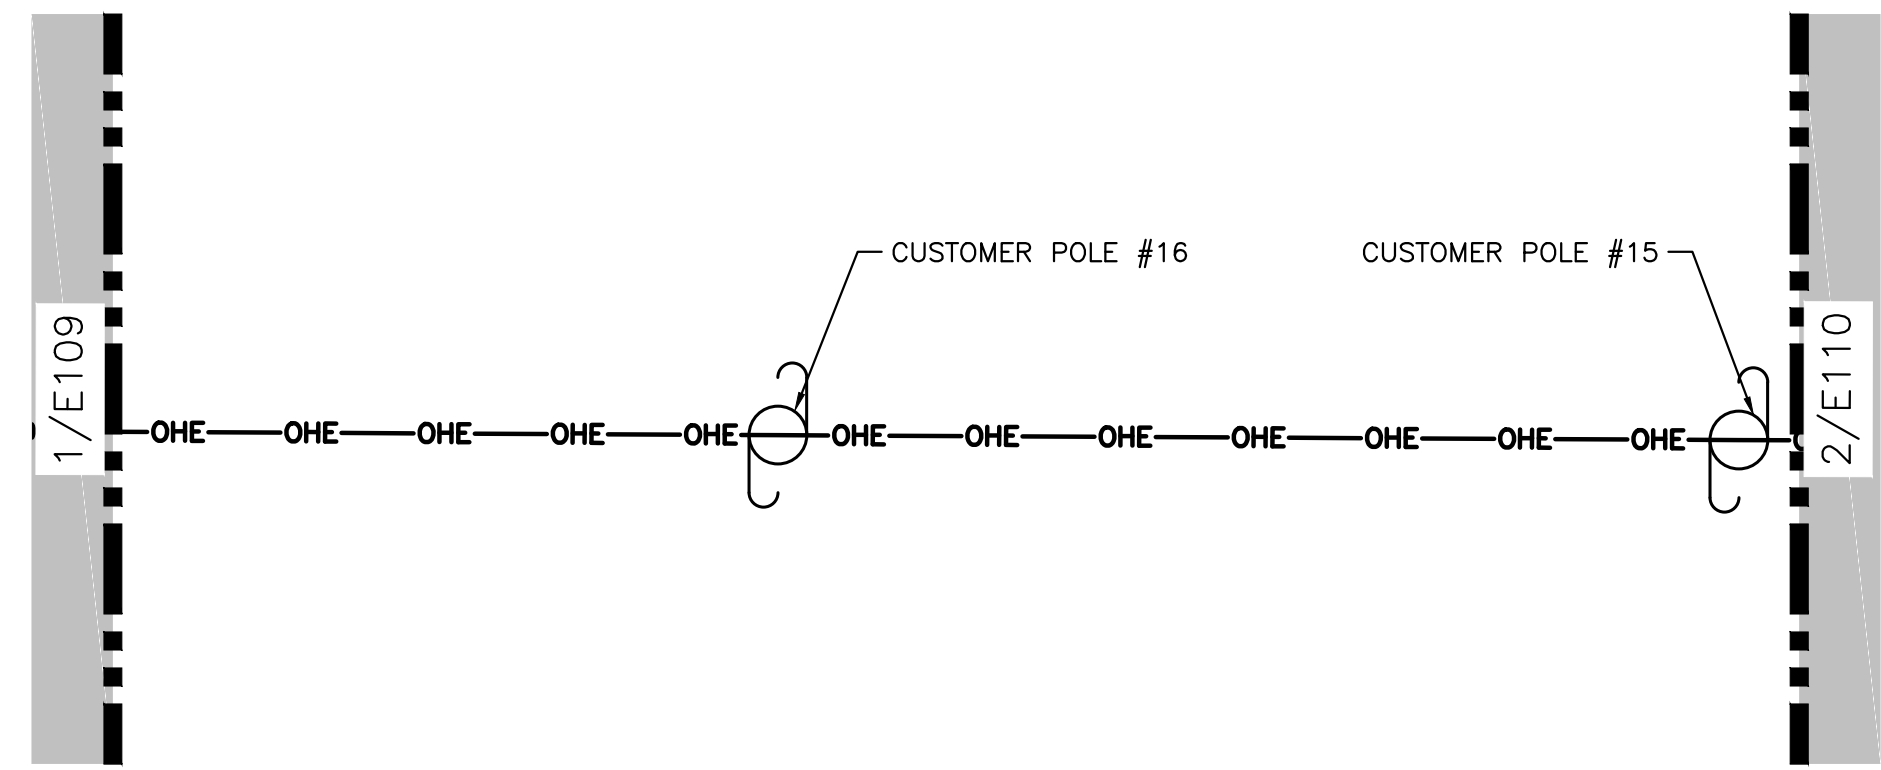 CUSTOMER POLE #16
CUSTOMER POLE #15
1/E109
2/E110
OHE OHE OHE OHE OHE OHE OHE OHE OHE OHE OHE OHE